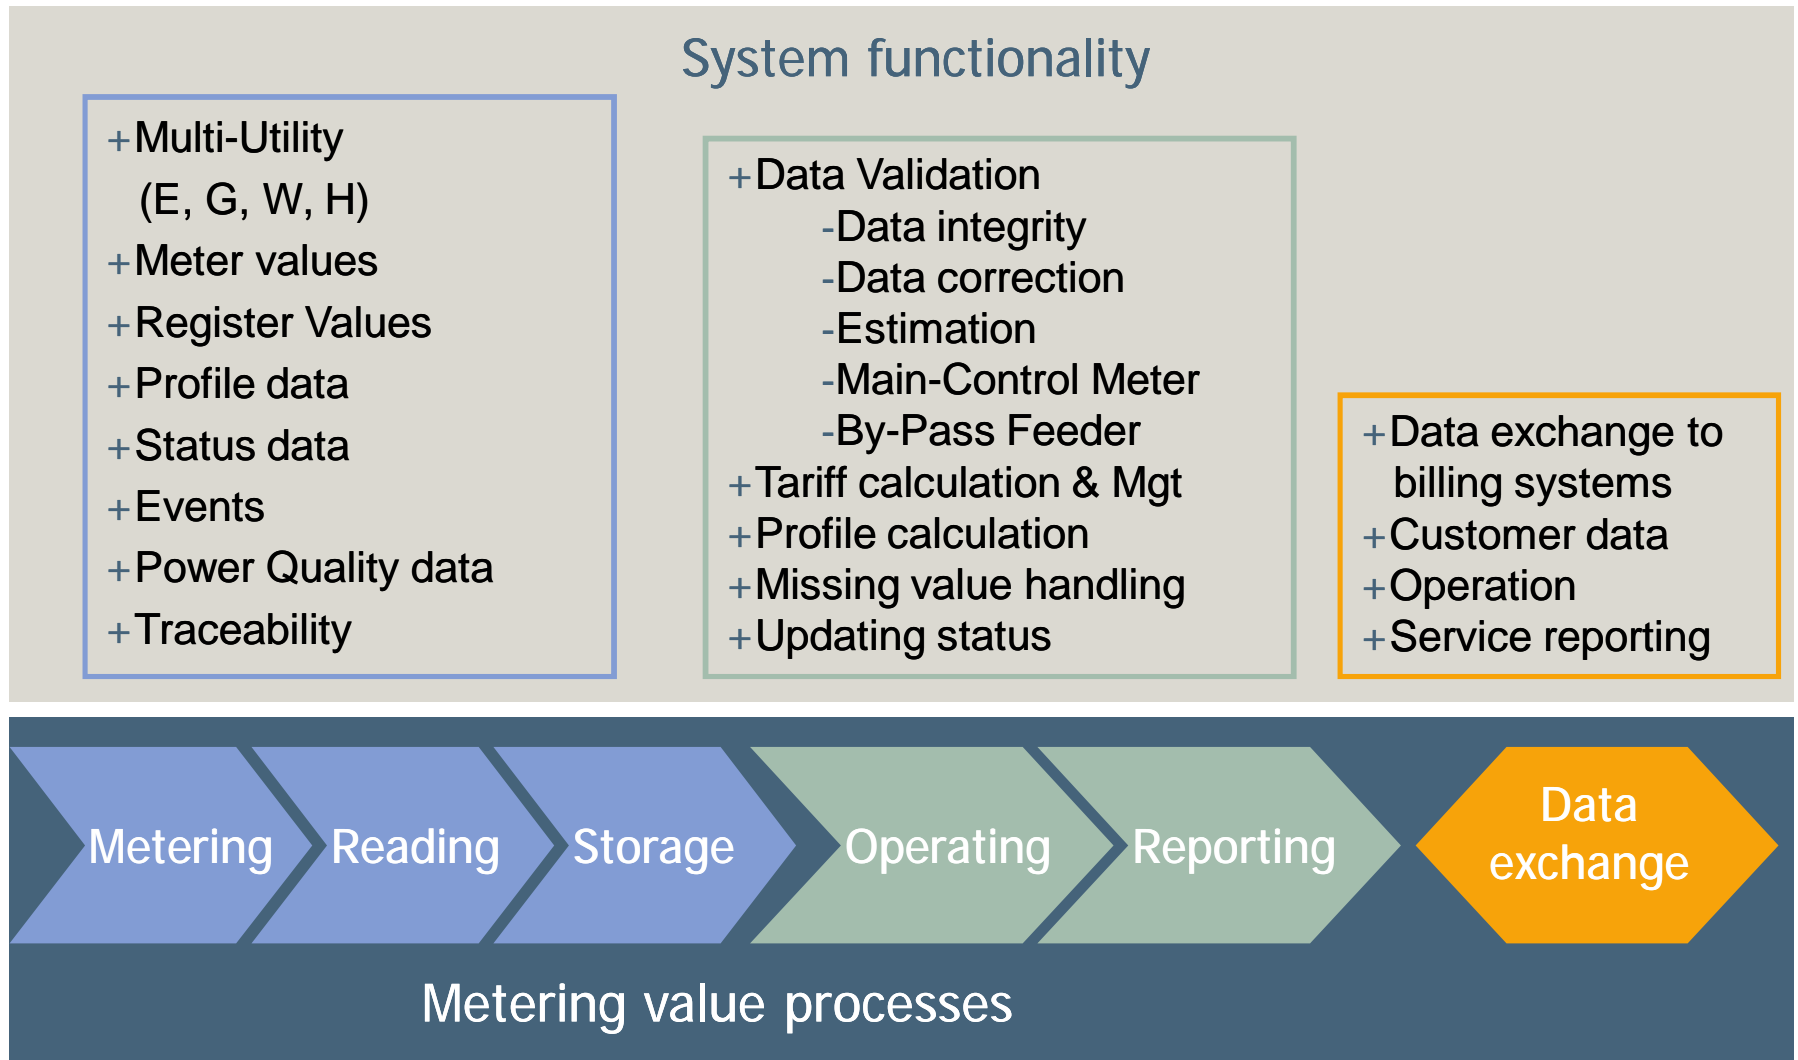 System functionality
+Multi-Utility
(E, G, W, H)
+Meter values
+Register Values
+Profile data
+Status data
+Events
+Power Quality data
+Traceability
+Data Validation
-Data integrity
-Data correction
-Estimation
-Main-Control Meter
-By-Pass Feeder
+Tariff calculation & Mgt
+Profile calculation
+Missing value handling
+Updating status
+Data exchange to
billing systems
+Customer data
+Operation
+Service reporting
Metering
Reading
Storage
Operating
Reporting
Data
exchange
Metering value processes